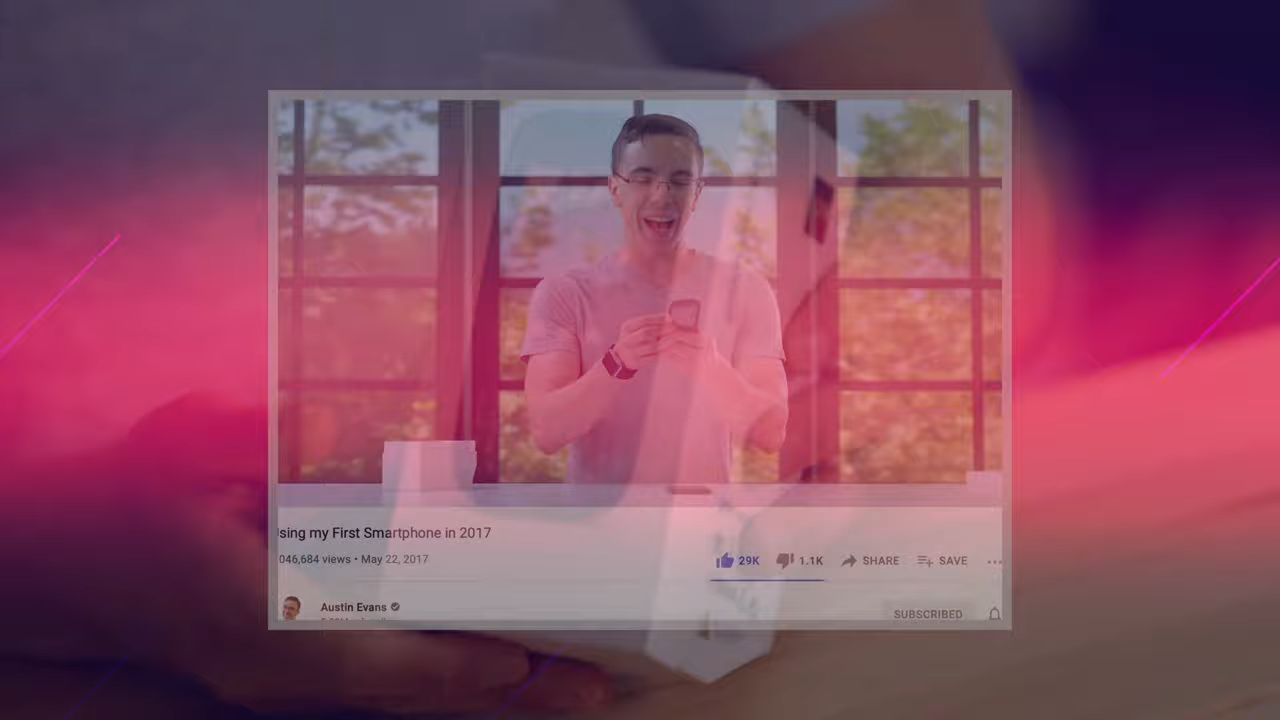 sing my First Smartphone in 2017
046,684 views • May 22, 2017
29K
1.1K
SHARE
SAVE
Austin Evans
SUBSCRIBED